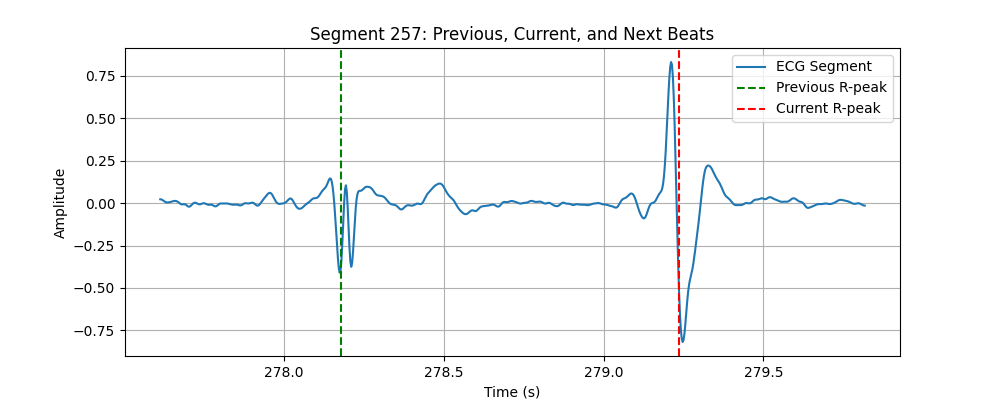 Segment 257: Previous, Current, and Next Beats
ECG Segment
Previous R-peak
Current R-peak
Amplitude
0.75
0.50
0.25
0.00
−0.25
−0.50
−0.75
278.0
278.5
279.0
279.5
Time (s)